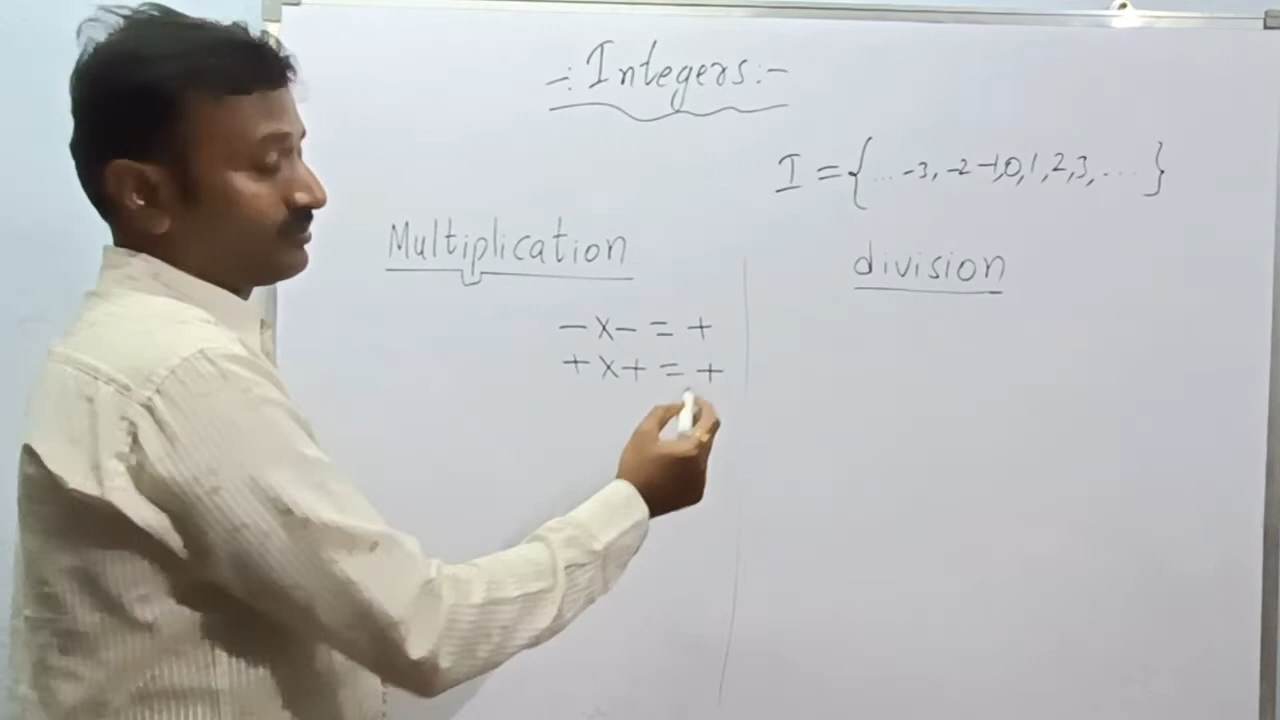 -: Integers :-
I = { ... -3, -2 -1,0,1,2,3, .... }
Multiplication
division
- x - = +
+ x + = +